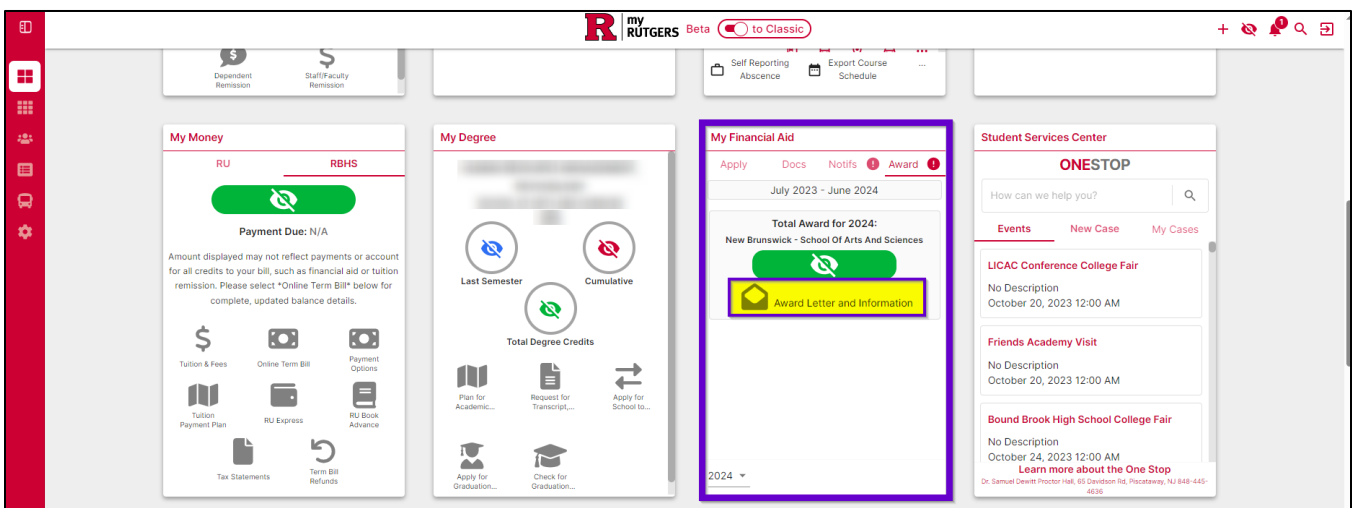 R my RUTGERS Beta to Classic
1
Dependent
Remission
Staff/Faculty
Remission
Self Reporting
Abscence
Export Course
Schedule
...
My Money
RU RBHS
Payment Due: N/A
Amount displayed may not reflect payments or account
for all credits to your bill, such as financial aid or tuition
remission. Please select *Online Term Bill* below for
complete, updated balance details.
Tuition & Fees
Online Term Bill
Payment
Options
Tuition
Payment Plan
RU Express
RU Book
Advance
Tax Statements
Term Bill
Refunds
My Degree
Last Semester
Cumulative
Total Degree Credits
Plan for
Academic...
Request for
Transcript,...
Apply for
School to...
Apply for
Graduation...
Check for
Graduation...
My Financial Aid
Apply Docs Notifs ! Award !
July 2023 - June 2024
Total Award for 2024:
New Brunswick - School Of Arts And Sciences
Award Letter and Information
2024
Student Services Center
ONESTOP
How can we help you?
Events New Case My Cases
LICAC Conference College Fair
No Description
October 20, 2023 12:00 AM
Friends Academy Visit
No Description
October 20, 2023 12:00 AM
Bound Brook High School College Fair
No Description
October 24, 2023 12:00 AM
Learn more about the One Stop
Dr. Samuel Dewitt Proctor Hall, 65 Davidson Rd, Piscataway, NJ 848-445-
4636